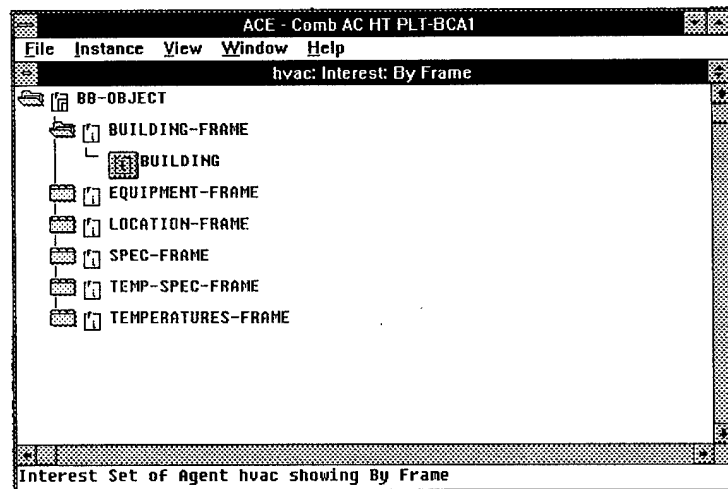 ACE - Comb AC HT PLT-BCA1
File Instance View Window Help
hvac: Interest: By Frame
BB-OBJECT
BUILDING-FRAME
BUILDING
EQUIPMENT-FRAME
LOCATION-FRAME
SPEC-FRAME
TEMP-SPEC-FRAME
TEMPERATURES-FRAME
Interest Set of Agent hvac showing By Frame